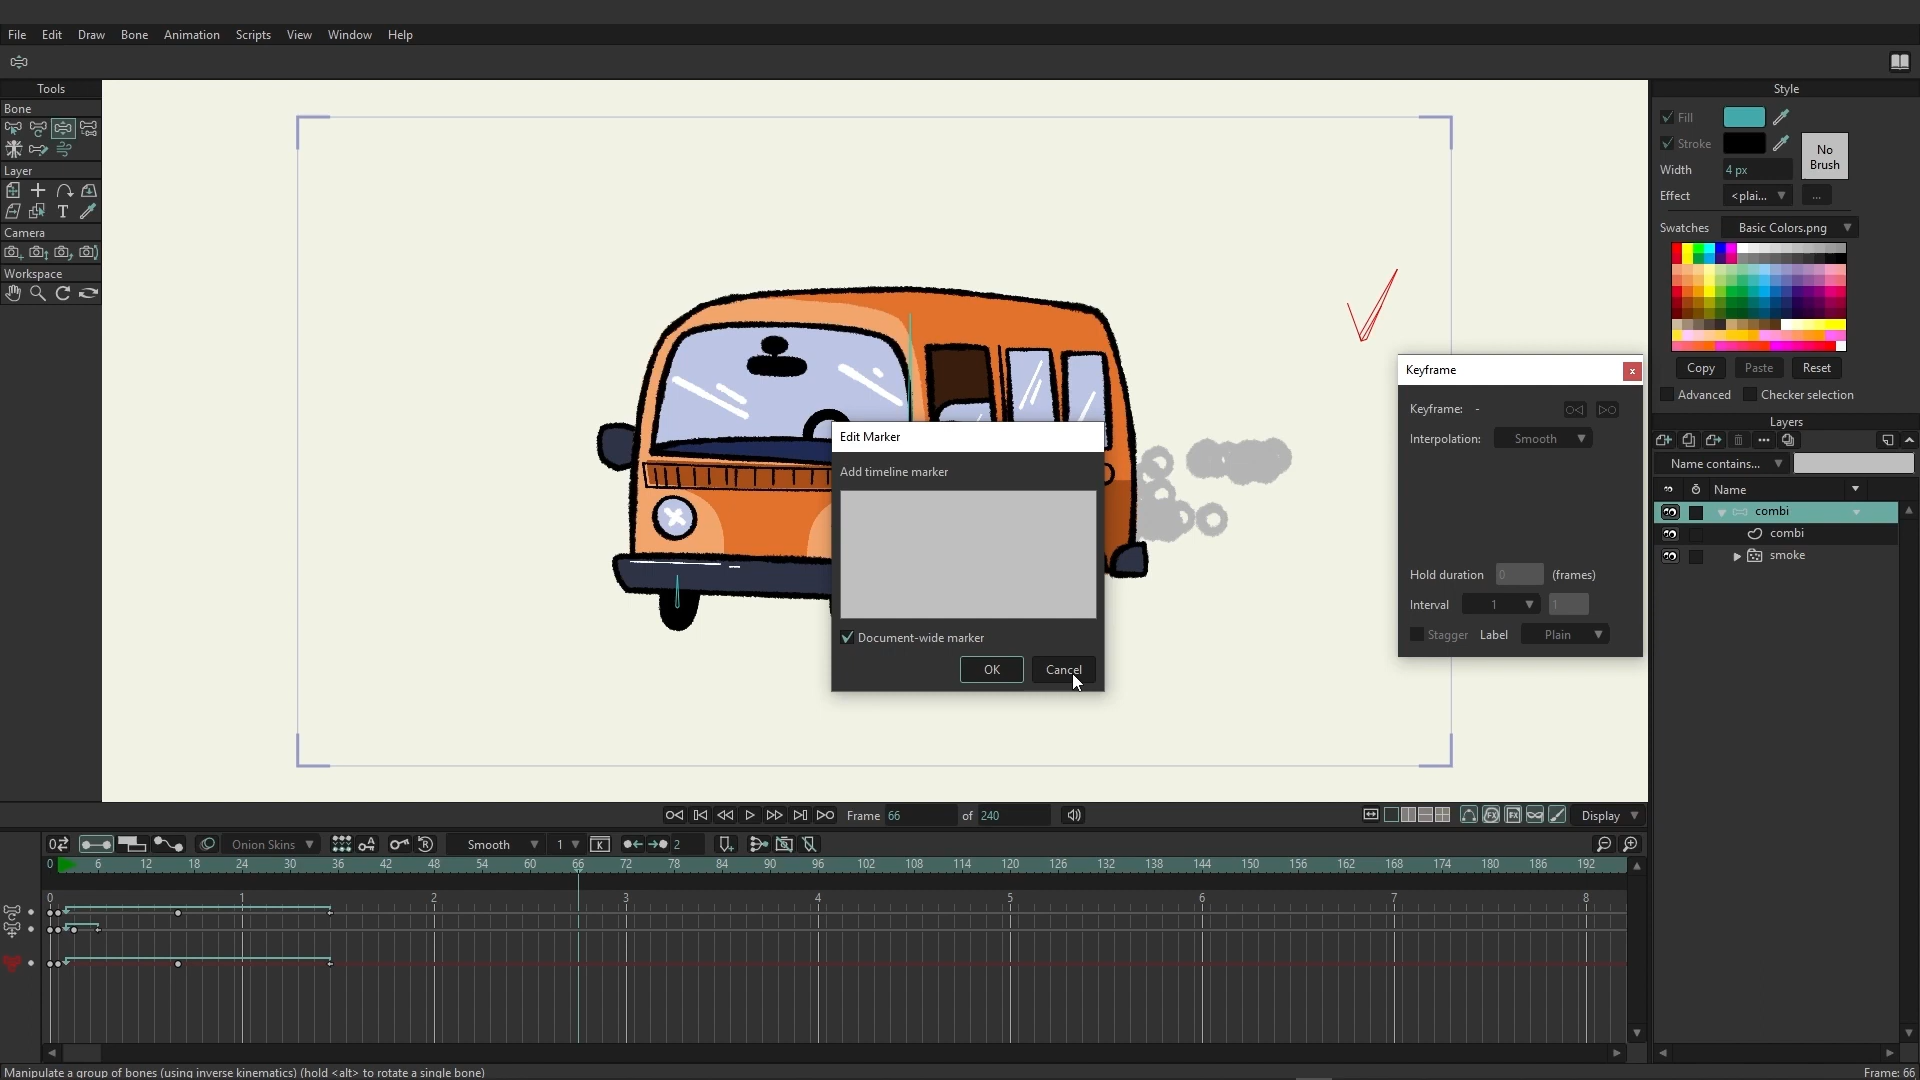 File Edit Draw Bone Animation Scripts View Window Help
Tools
Bone
Layer
T
Camera
Workspace
Style
Fill
Stroke
No
Brush
Width 4 px
Effect <plai... ...
Swatches Basic Colors.png
Copy Paste Reset
Advanced Checker selection
Layers
Name contains...
Name
combi
combi
smoke
Keyframe x
Keyframe: -
Interpolation: Smooth
Hold duration 0 (frames)
Interval 1 1
Stagger Label Plain
Edit Marker
Add timeline marker
Document-wide marker
OK Cancel
Frame 66 of 240
Display
Onion Skins Smooth 1 K 2
0 6 12 18 24 30 36 42 48 54 60 66 72 78 84 90 96 102 108 114 120 126 132 138 144 150 156 162 168 174 180 186 192
0 1 2 3 4 5 6 7 8
Manipulate a group of bones (using inverse kinematics) (hold <alt> to rotate a single bone)
Frame: 66